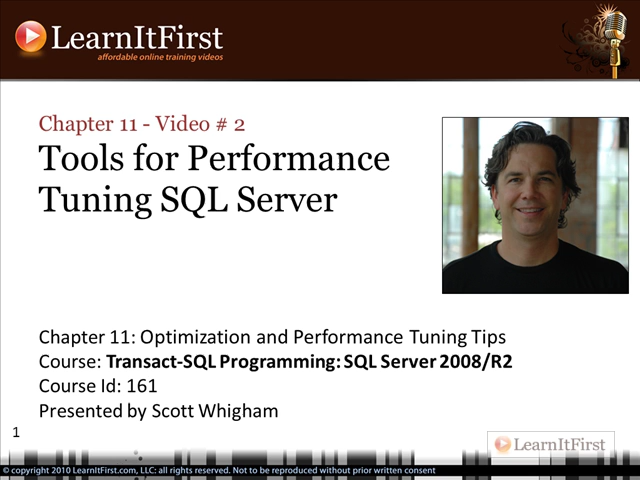 LearnItFirst
affordable online training videos
Chapter 11 - Video # 2
Tools for Performance
Tuning SQL Server
Chapter 11: Optimization and Performance Tuning Tips
Course: Transact-SQL Programming: SQL Server 2008/R2
Course Id: 161
Presented by Scott Whigham
1
LearnItFirst
© copyright 2010 LearnItFirst.com, LLC: all rights reserved. Not to be reproduced without prior written consent